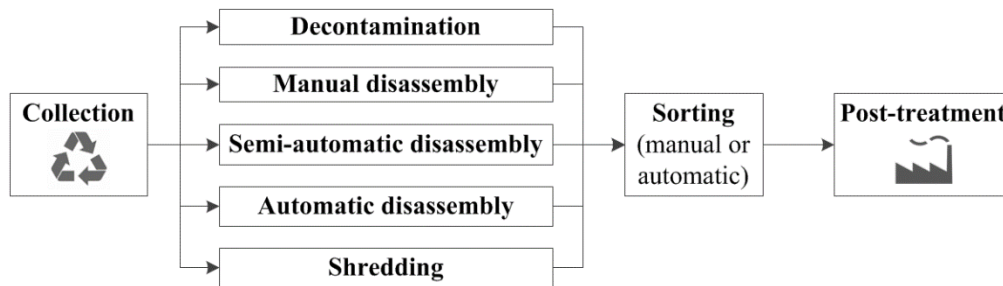 Collection
Decontamination
Manual disassembly
Semi-automatic disassembly
Automatic disassembly
Shredding
Sorting
(manual or
automatic)
Post-treatment